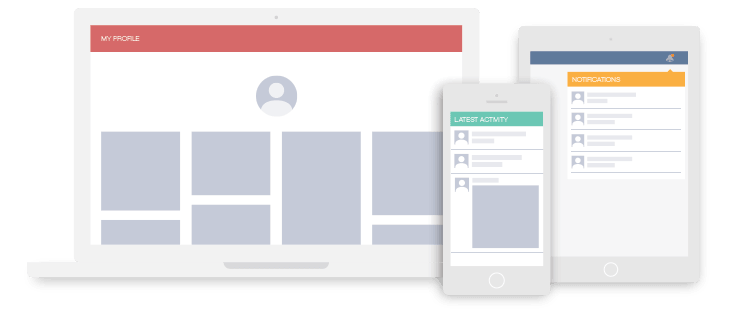 MY PROFILE
LATEST ACTIVITY
NOTIFICATIONS